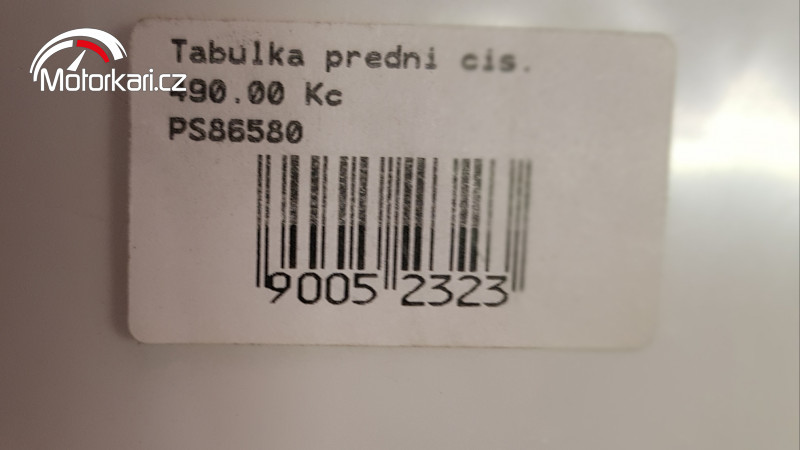 Motorkari.cz
Tabulka predni cis.
490.00 Kc
PS86580
9005 2323